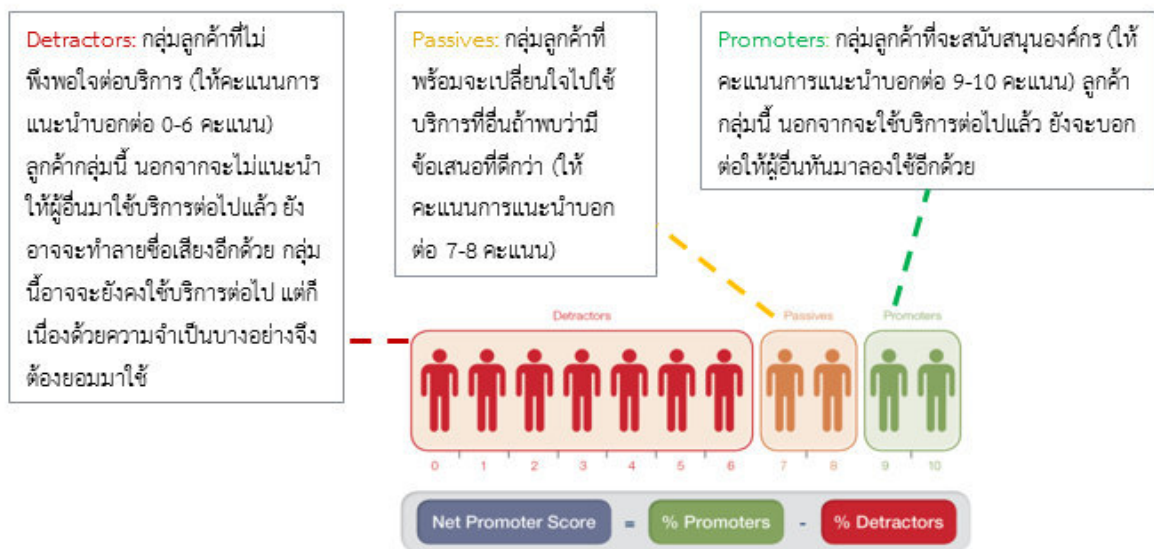 Detractors: กลุ่มลูกค้าที่ไม่
พึงพอใจต่อบริการ (ให้คะแนนการ
แนะนำบอกต่อ 0-6 คะแนน)
ลูกค้ากลุ่มนี้ นอกจากจะไม่แนะนำ
ให้ผู้อื่นมาใช้บริการต่อไปแล้ว ยัง
อาจจะทำลายชื่อเสียงอีกด้วย กลุ่ม
นี้อาจจะยังคงใช้บริการต่อไป แต่ก็
เนื่องด้วยความจำเป็นบางอย่างจึง
ต้องยอมมาใช้
Passives: กลุ่มลูกค้าที่
พร้อมจะเปลี่ยนใจไปใช้
บริการที่อื่นถ้าพบว่ามี
ข้อเสนอที่ดีกว่า (ให้
คะแนนการแนะนำบอก
ต่อ 7-8 คะแนน)
Promoters: กลุ่มลูกค้าที่จะสนับสนุนองค์กร (ให้
คะแนนการแนะนำบอกต่อ 9-10 คะแนน) ลูกค้า
กลุ่มนี้ นอกจากจะใช้บริการต่อไปแล้ว ยังจะบอก
ต่อให้ผู้อื่นหันมาลองใช้อีกด้วย
Detractors Passives Promoters
0 1 2 3 4 5 6 7 8 9 10
Net Promoter Score = % Promoters - % Detractors